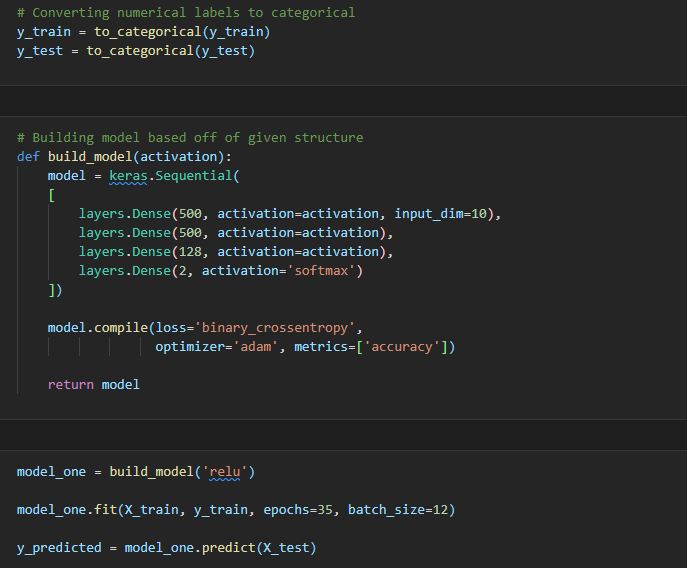 # Converting numerical labels to categorical
y_train = to_categorical(y_train)
y_test = to_categorical(y_test)
# Building model based off of given structure
def build_model(activation):
    model = keras.Sequential(
    [
        layers.Dense(500, activation=activation, input_dim=10),
        layers.Dense(500, activation=activation),
        layers.Dense(128, activation=activation),
        layers.Dense(2, activation='softmax')
    ])
    model.compile(loss='binary_crossentropy',
                  optimizer='adam', metrics=['accuracy'])
    return model
model_one = build_model('relu')
model_one.fit(X_train, y_train, epochs=35, batch_size=12)
y_predicted = model_one.predict(X_test)